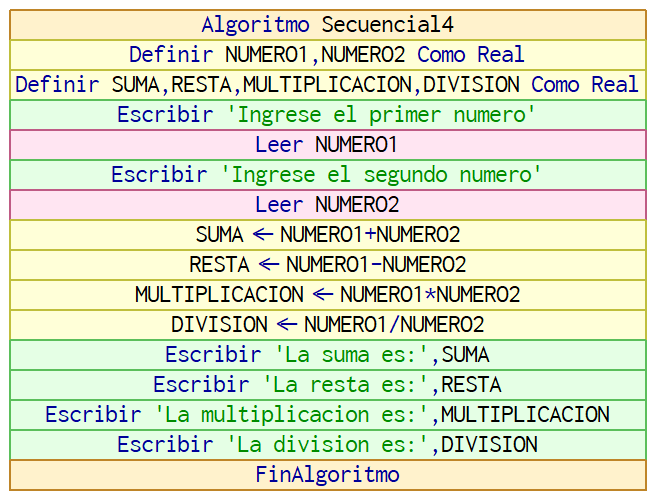 Algoritmo Secuencial4
Definir NUMERO1,NUMERO2 Como Real
Definir SUMA,RESTA,MULTIPLICACION,DIVISION Como Real
Escribir 'Ingrese el primer numero'
Leer NUMERO1
Escribir 'Ingrese el segundo numero'
Leer NUMERO2
SUMA ← NUMERO1+NUMERO2
RESTA ← NUMERO1-NUMERO2
MULTIPLICACION ← NUMERO1*NUMERO2
DIVISION ← NUMERO1/NUMERO2
Escribir 'La suma es:',SUMA
Escribir 'La resta es:',RESTA
Escribir 'La multiplicacion es:',MULTIPLICACION
Escribir 'La division es:',DIVISION
FinAlgoritmo